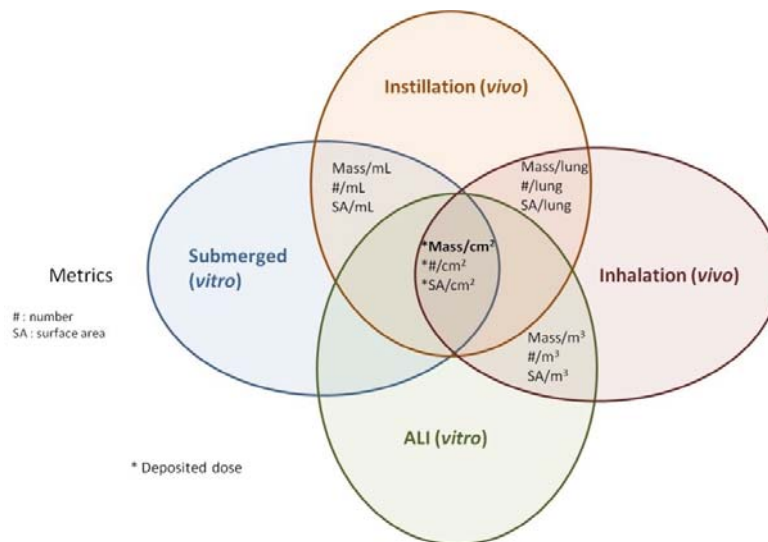 Instillation (vivo)
Mass/mL
#/mL
SA/mL
Mass/lung
#/lung
SA/lung
Submerged
(vitro)
*Mass/cm²
*#/cm²
*SA/cm²
Inhalation (vivo)
Metrics
# : number
SA : surface area
Mass/m³
#/m³
SA/m³
ALI (vitro)
* Deposited dose